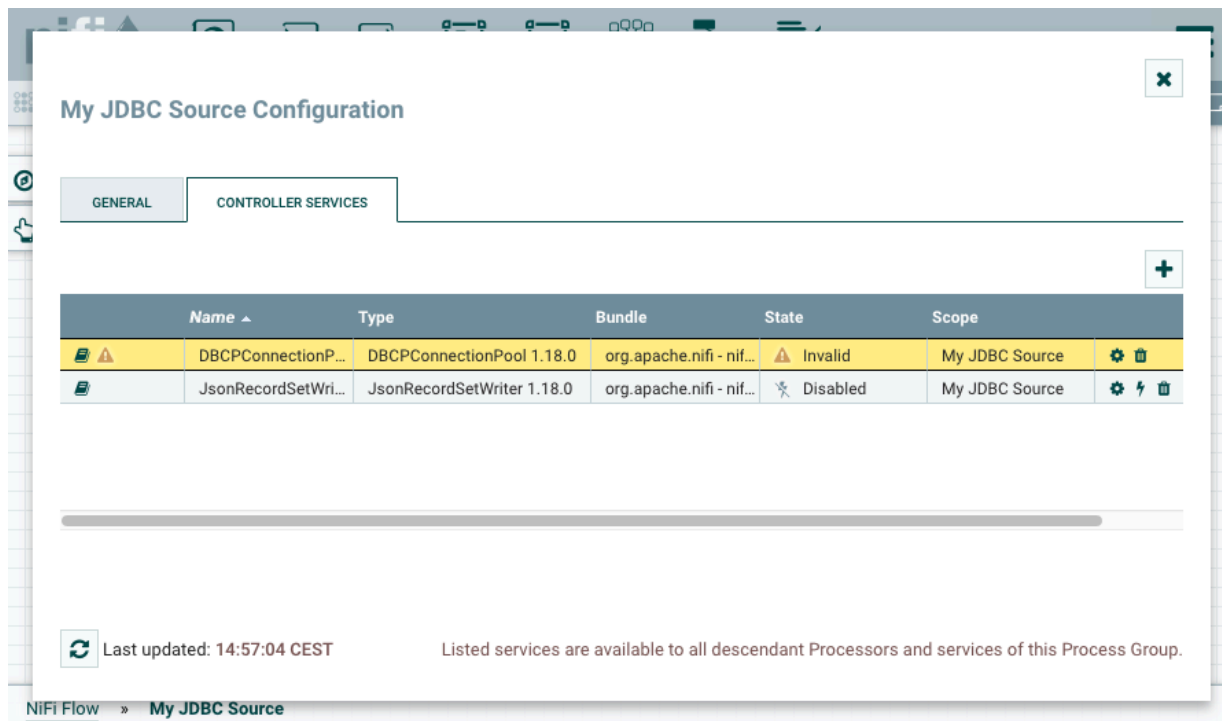 My JDBC Source Configuration
GENERAL CONTROLLER SERVICES
Name Type Bundle State Scope
DBCPConnectionP... DBCPConnectionPool 1.18.0 org.apache.nifi - nif... Invalid My JDBC Source
JsonRecordSetWri... JsonRecordSetWriter 1.18.0 org.apache.nifi - nif... Disabled My JDBC Source
Last updated: 14:57:04 CEST Listed services are available to all descendant Processors and services of this Process Group.
NiFi Flow » My JDBC Source